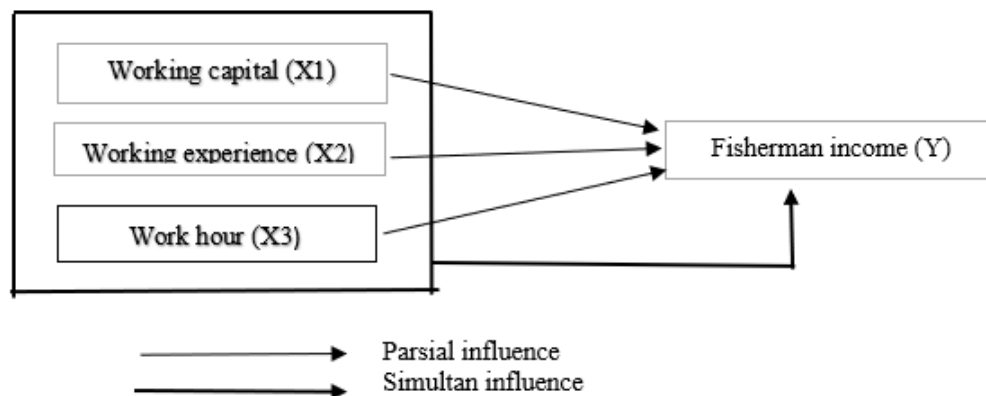 Working capital (X1)
Working experience (X2)
Fisherman income (Y)
Work hour (X3)
Parsial influence
Simultan influence